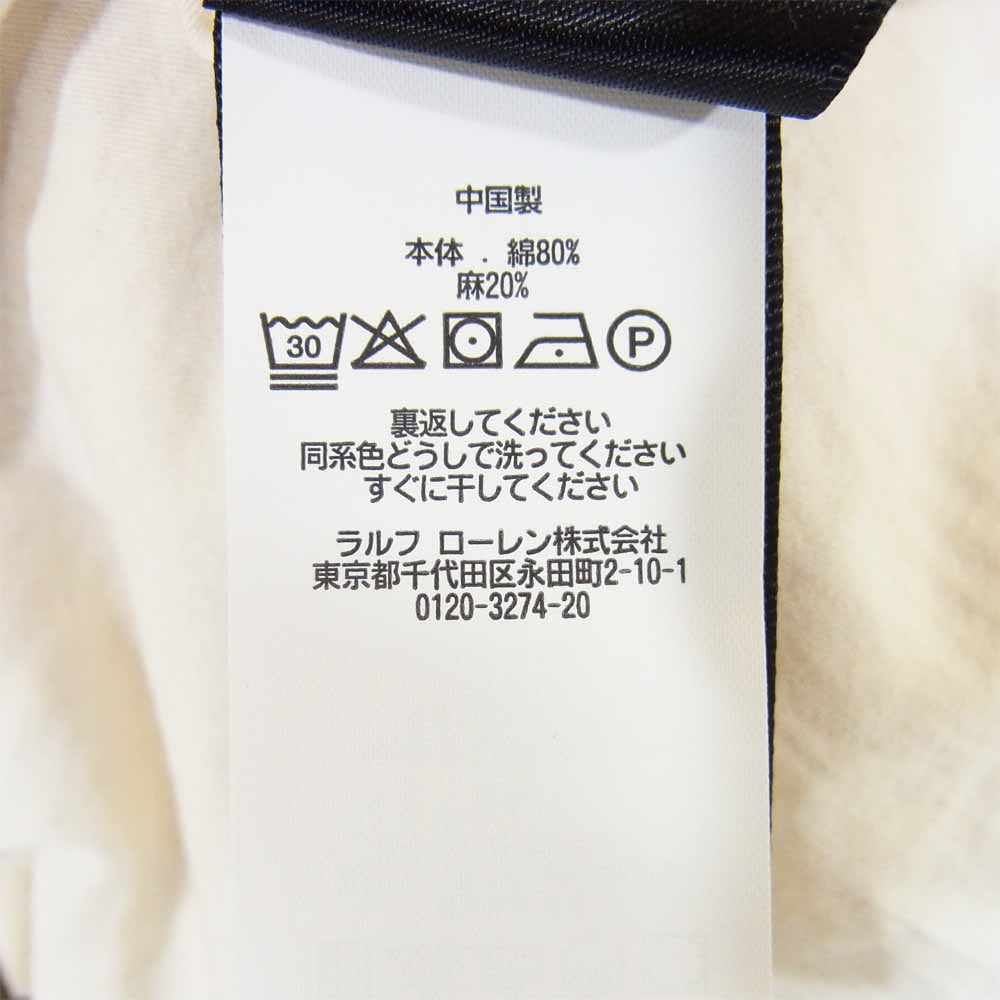 中国製
本体 . 綿80%
麻20%
30 P
裏返してください
同系色どうしで洗ってください
すぐに干してください
ラルフ ローレン株式会社
東京都千代田区永田町2-10-1
0120-3274-20